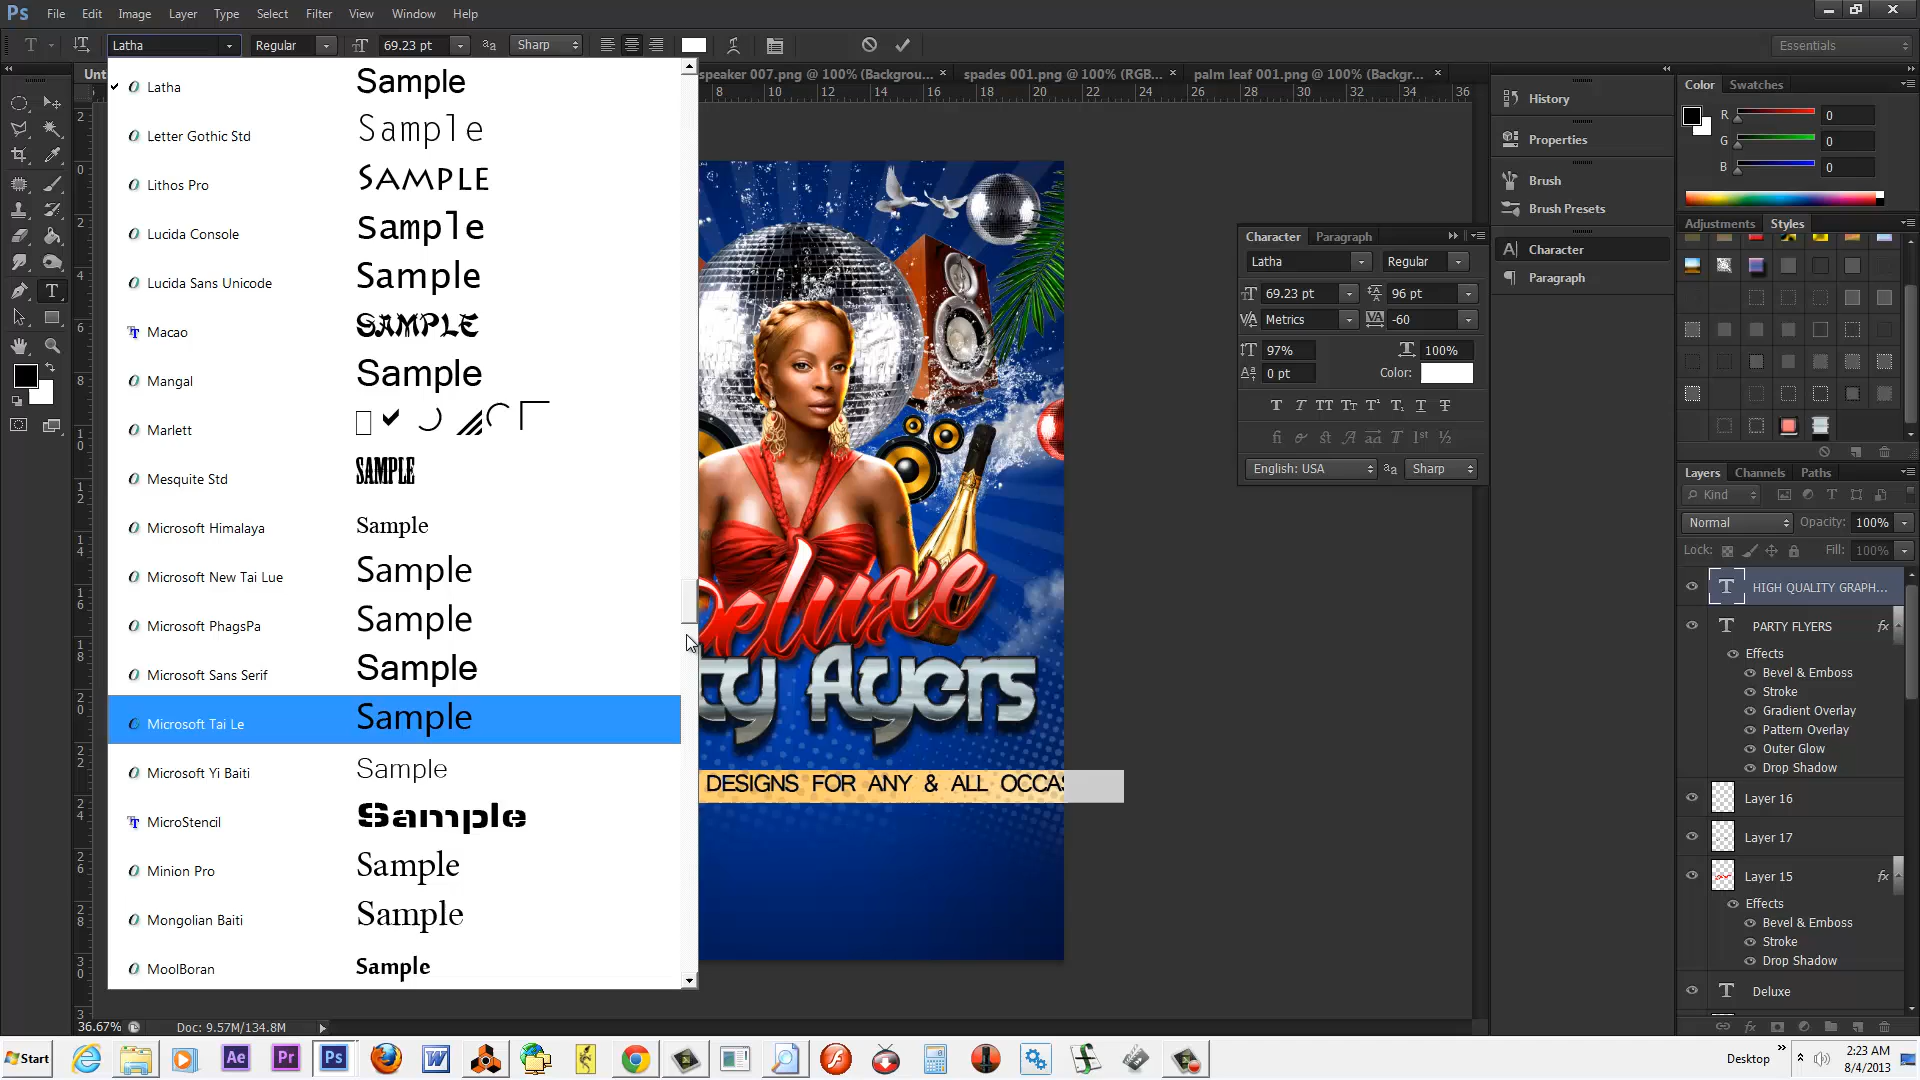 Ps File Edit Image Layer Type Select Filter View Window Help
Latha Regular 69.23 pt Sharp Essentials
Unt
speaker 007.png @ 100% (Backgrou... × spades 001.png @ 100% (RGB... × palm leaf 001.png @ 100% (Backgr... ×
8 10 12 14 16 18 20 22 24 26 28 30 32 34 36
Latha Sample
Letter Gothic Std Sample
Lithos Pro SAMPLE
Lucida Console Sample
Lucida Sans Unicode Sample
Macao SAMPLE
Mangal Sample
Marlett
Mesquite Std SAMPLE
Microsoft Himalaya Sample
Microsoft New Tai Lue Sample
Microsoft PhagsPa Sample
Microsoft Sans Serif Sample
Microsoft Tai Le Sample
Microsoft Yi Baiti Sample
MicroStencil Sample
Minion Pro Sample
Mongolian Baiti Sample
MoolBoran Sample
Deluxe
ty flyers
DESIGNS FOR ANY & ALL OCCAS
Character Paragraph
Latha Regular
69.23 pt 96 pt
Metrics -60
97% 100%
0 pt Color:
English: USA Sharp
History
Properties
Brush
Brush Presets
Character
Paragraph
Color Swatches
R 0
G 0
B 0
Adjustments Styles
Layers Channels Paths
Kind
Normal Opacity: 100%
Lock: Fill: 100%
HIGH QUALITY GRAPH...
PARTY FLYERS fx
Effects
Bevel & Emboss
Stroke
Gradient Overlay
Pattern Overlay
Outer Glow
Drop Shadow
Layer 16
Layer 17
Layer 15 fx
Effects
Bevel & Emboss
Stroke
Drop Shadow
Deluxe
36.67% Doc: 9.57M/134.8M
Start Ae Pr Ps Desktop
2:23 AM
8/4/2013